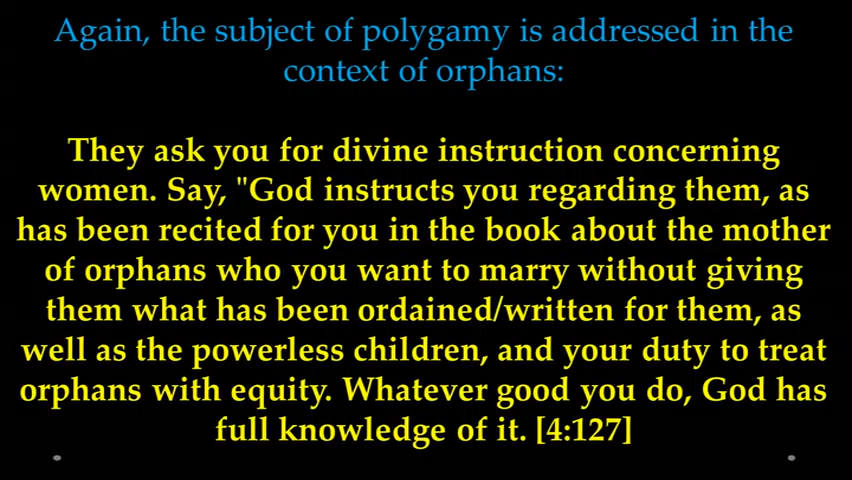 Again, the subject of polygamy is addressed in the
context of orphans:
They ask you for divine instruction concerning
women. Say, "God instructs you regarding them, as
has been recited for you in the book about the mother
of orphans who you want to marry without giving
them what has been ordained/written for them, as
well as the powerless children, and your duty to treat
orphans with equity. Whatever good you do, God has
full knowledge of it. [4:127]